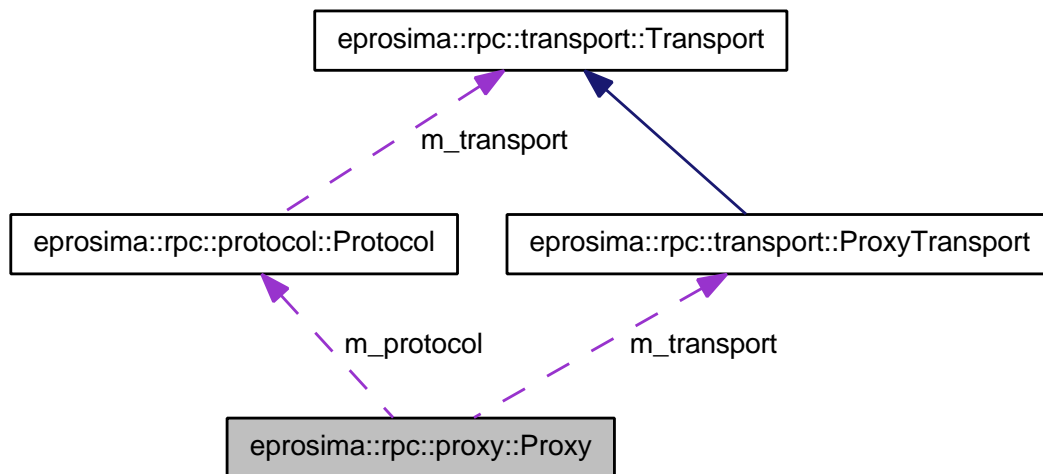 eprosima::rpc::transport::Transport
m_transport
eprosima::rpc::protocol::Protocol
eprosima::rpc::transport::ProxyTransport
m_protocol
m_transport
eprosima::rpc::proxy::Proxy